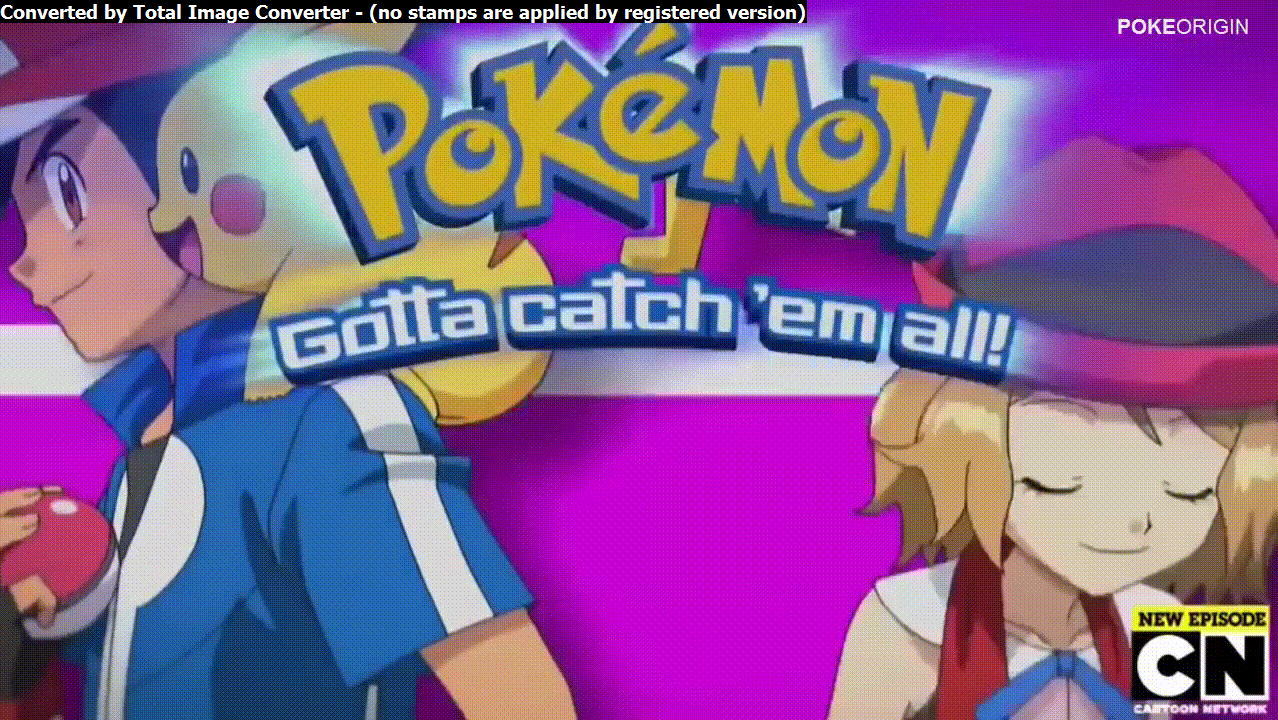 Converted by Total Image Converter - (no stamps are applied by registered version)
POKEORIGIN
POKéMON
Gotta catch 'em all!
NEW EPISODE
CN
CARTOON NETWORK